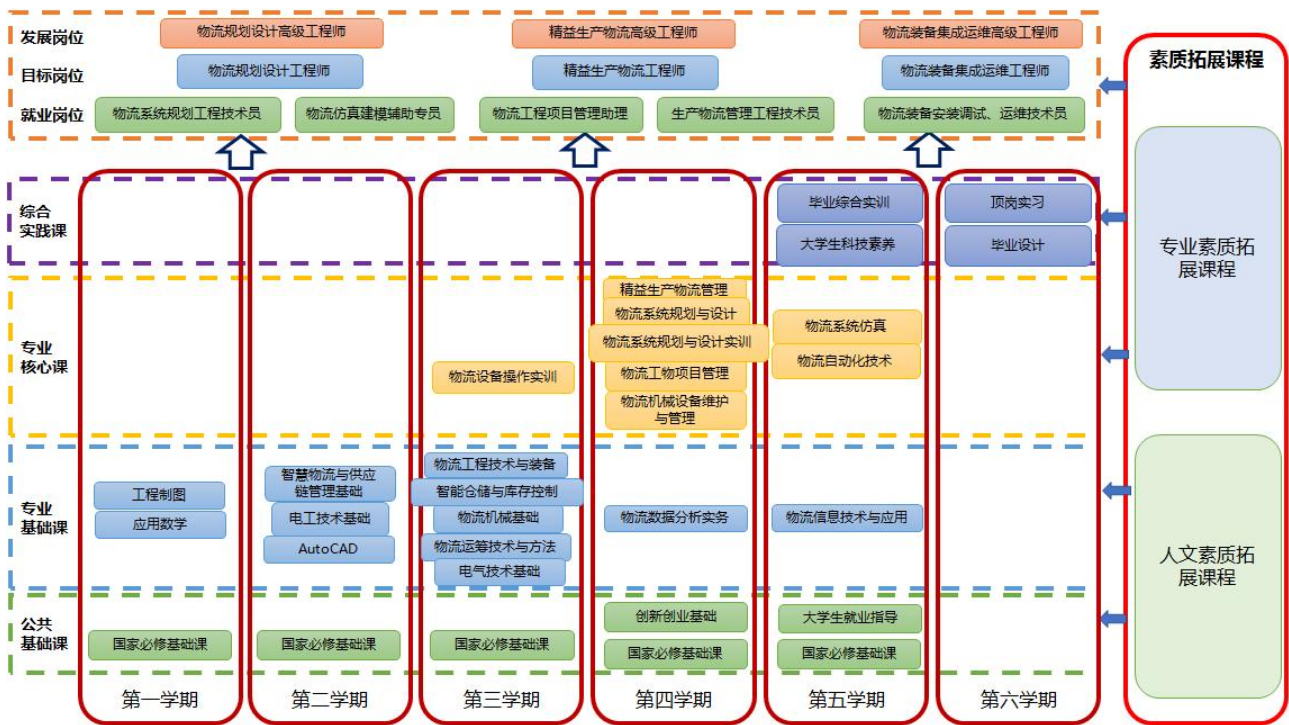 发展岗位
物流规划设计高级工程师
精益生产物流高级工程师
物流装备集成运维高级工程师
目标岗位
物流规划设计工程师
精益生产物流工程师
物流装备集成运维工程师
就业岗位
物流系统规划工程技术员
物流仿真建模辅助专员
物流工程项目管理助理
生产物流管理工程技术员
物流装备安装调试、运维技术员
综合
实践课
毕业综合实训
顶岗实习
大学生科技素养
毕业设计
专业
核心课
物流设备操作实训
精益生产物流管理
物流系统规划与设计
物流系统规划与设计实训
物流工物项目管理
物流机械设备维护
与管理
物流系统仿真
物流自动化技术
专业
基础课
工程制图
应用数学
智慧物流与供应
链管理基础
电工技术基础
AutoCAD
物流工程技术与装备
智能仓储与库存控制
物流机械基础
物流运筹技术与方法
电气技术基础
物流数据分析实务
物流信息技术与应用
公共
基础课
国家必修基础课
国家必修基础课
国家必修基础课
创新创业基础
国家必修基础课
大学生就业指导
国家必修基础课
第一学期
第二学期
第三学期
第四学期
第五学期
第六学期
素质拓展课程
专业素质拓
展课程
人文素质拓
展课程